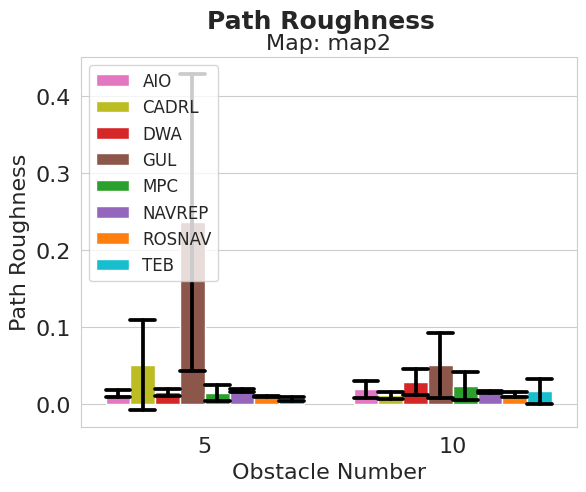 Path Roughness
Map: map2
AIO
CADRL
DWA
GUL
MPC
NAVREP
ROSNAV
TEB
0.4
0.3
0.2
0.1
0.0
Path Roughness
5 10
Obstacle Number